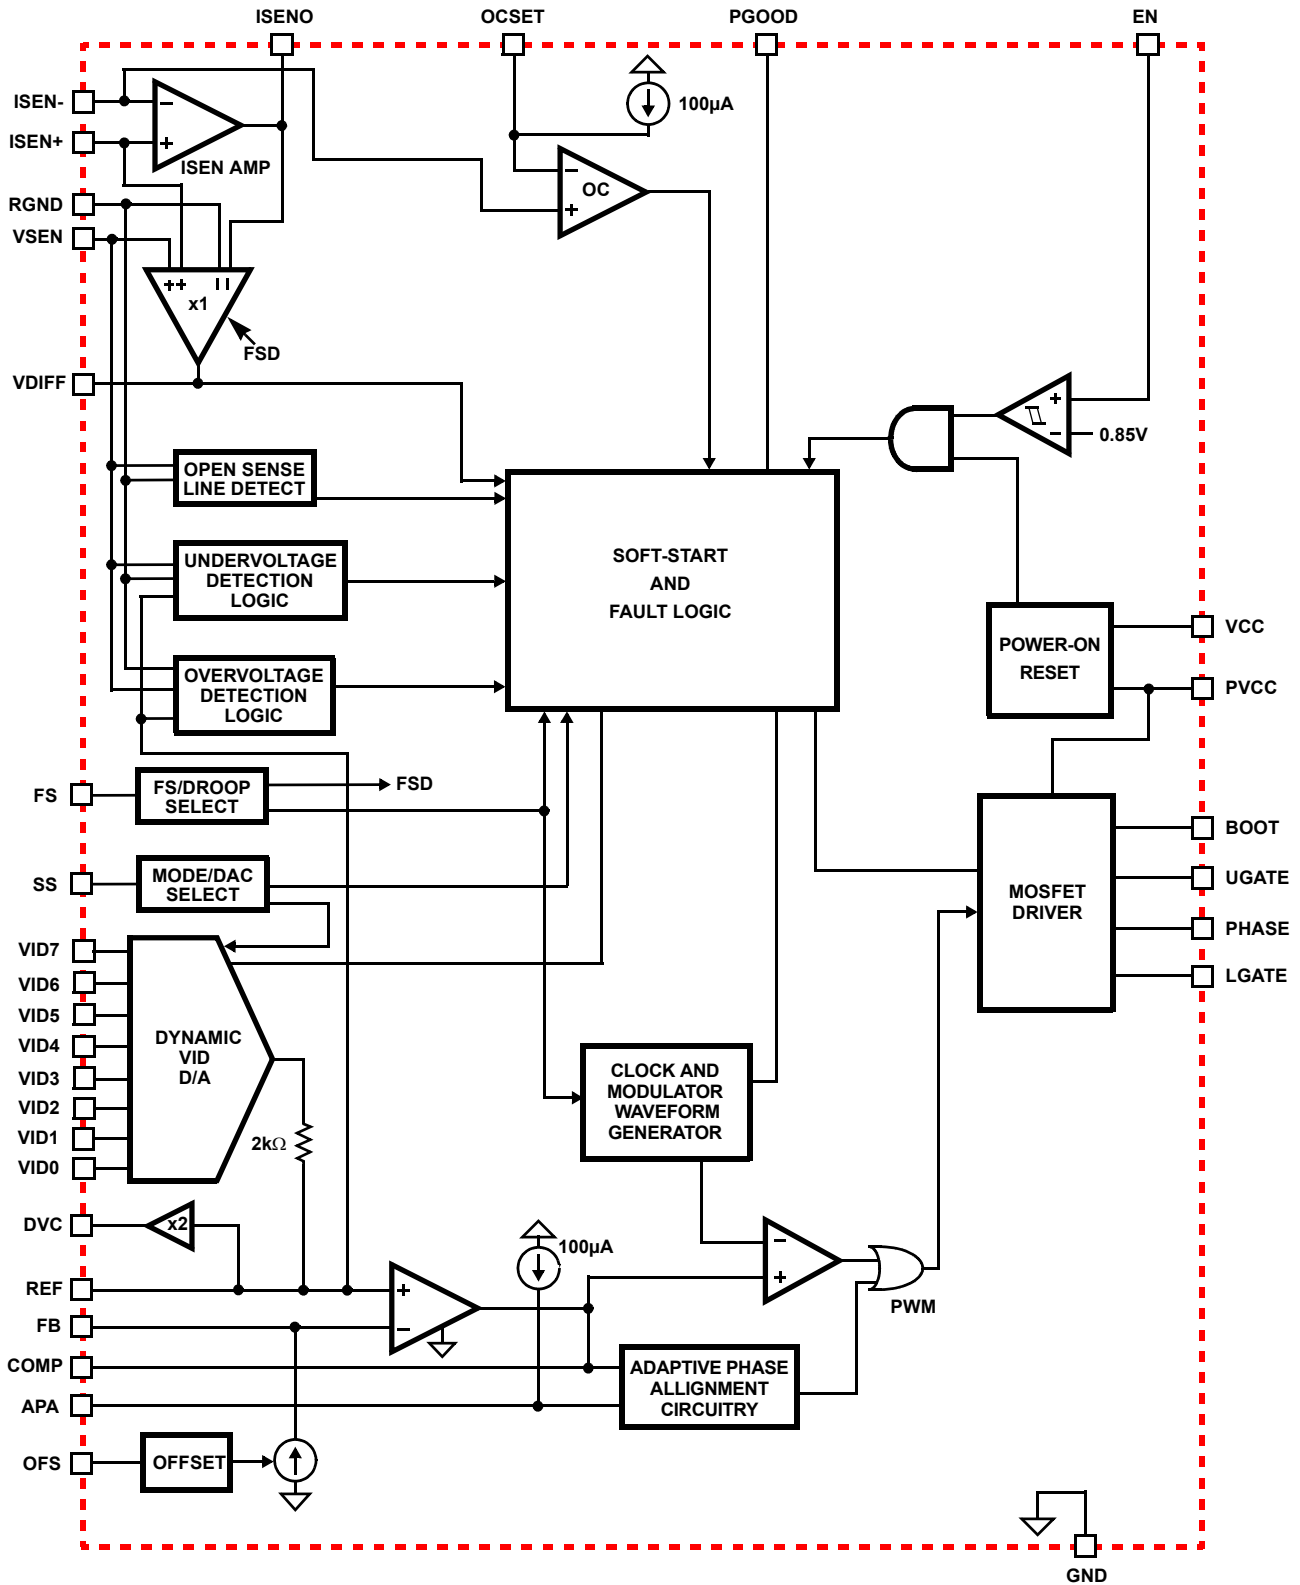 ISENO
OCSET
PGOOD
EN
ISEN-
−
ISEN+
+
ISEN AMP
100µA
−
OC
+
RGND
VSEN
++
− −
x1
FSD
VDIFF
+
−
0.85V
OPEN SENSE
LINE DETECT
UNDERVOLTAGE
DETECTION
LOGIC
OVERVOLTAGE
DETECTION
LOGIC
SOFT-START
AND
FAULT LOGIC
POWER-ON
RESET
VCC
PVCC
FS
FS/DROOP
SELECT
FSD
SS
MODE/DAC
SELECT
MOSFET
DRIVER
BOOT
UGATE
PHASE
LGATE
VID7
VID6
VID5
VID4
VID3
VID2
VID1
VID0
DYNAMIC
VID
D/A
2kΩ
CLOCK AND
MODULATOR
WAVEFORM
GENERATOR
DVC
x2
100µA
REF
+
FB
−
−
+
PWM
COMP
APA
ADAPTIVE PHASE
ALLIGNMENT
CIRCUITRY
OFS
OFFSET
GND